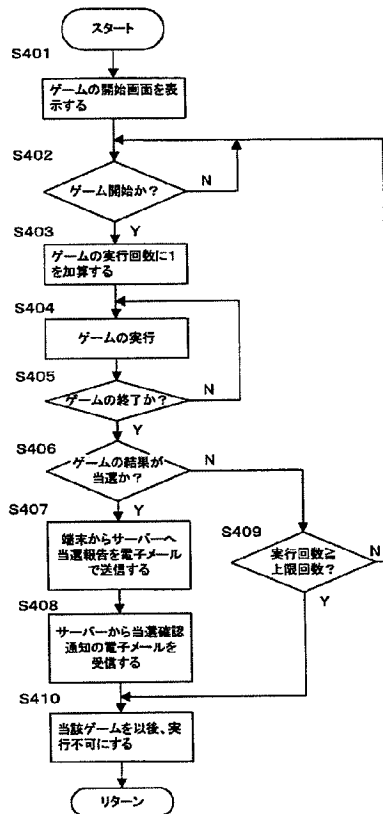 スタート
S401
ゲームの開始画面を表
示する
S402
ゲーム開始か？
N
Y
S403
ゲームの実行回数に1
を加算する
S404
ゲームの実行
S405
ゲームの終了か？
N
Y
S406
ゲームの結果が
当選か？
N
Y
S407
端末からサーバーへ
当選報告を電子メール
で送信する
S409
実行回数≧
上限回数？
N
Y
S408
サーバーから当選確認
通知の電子メールを
受信する
S410
当該ゲームを以後、実
行不可にする
リターン